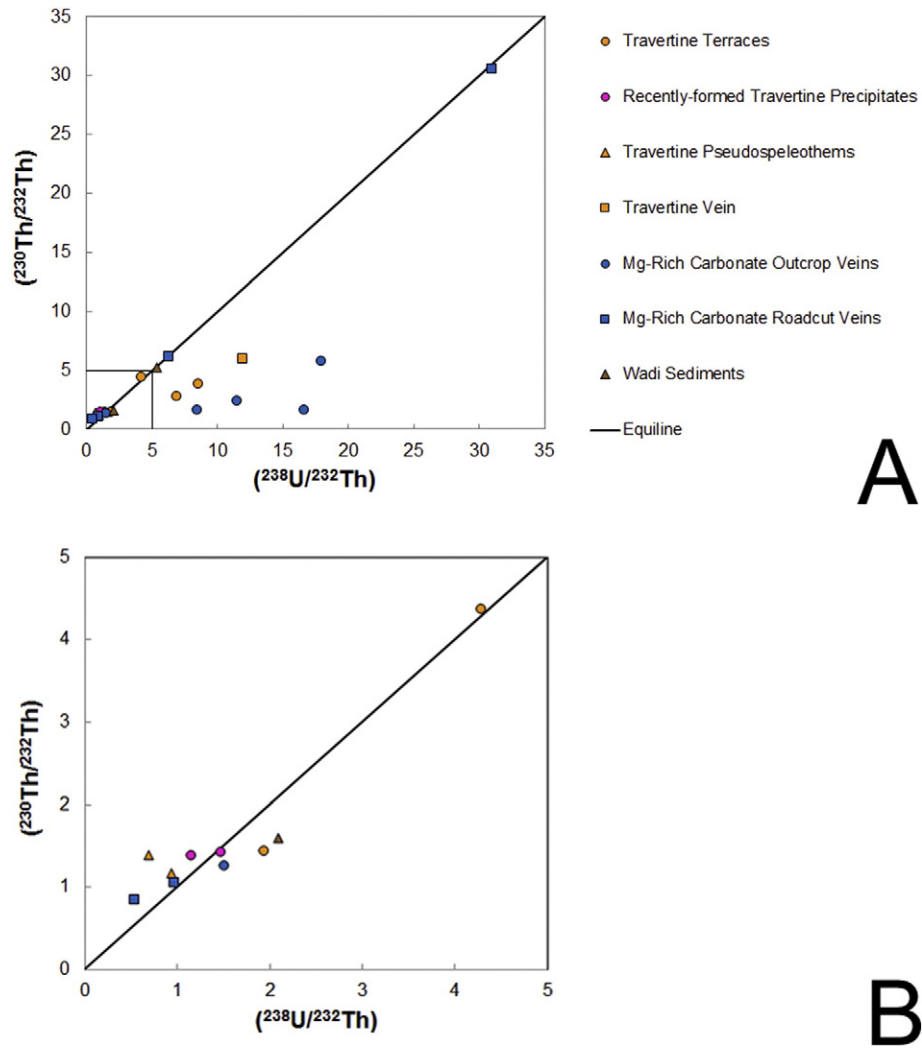 35
30
25
20
15
10
5
0
(²³⁰Th/²³²Th)
0 5 10 15 20 25 30 35
(²³⁸U/²³²Th)
Travertine Terraces
Recently-formed Travertine Precipitates
Travertine Pseudospeleothems
Travertine Vein
Mg-Rich Carbonate Outcrop Veins
Mg-Rich Carbonate Roadcut Veins
Wadi Sediments
Equiline
A
5
4
3
2
1
0
(²³⁰Th/²³²Th)
0 1 2 3 4 5
(²³⁸U/²³²Th)
B